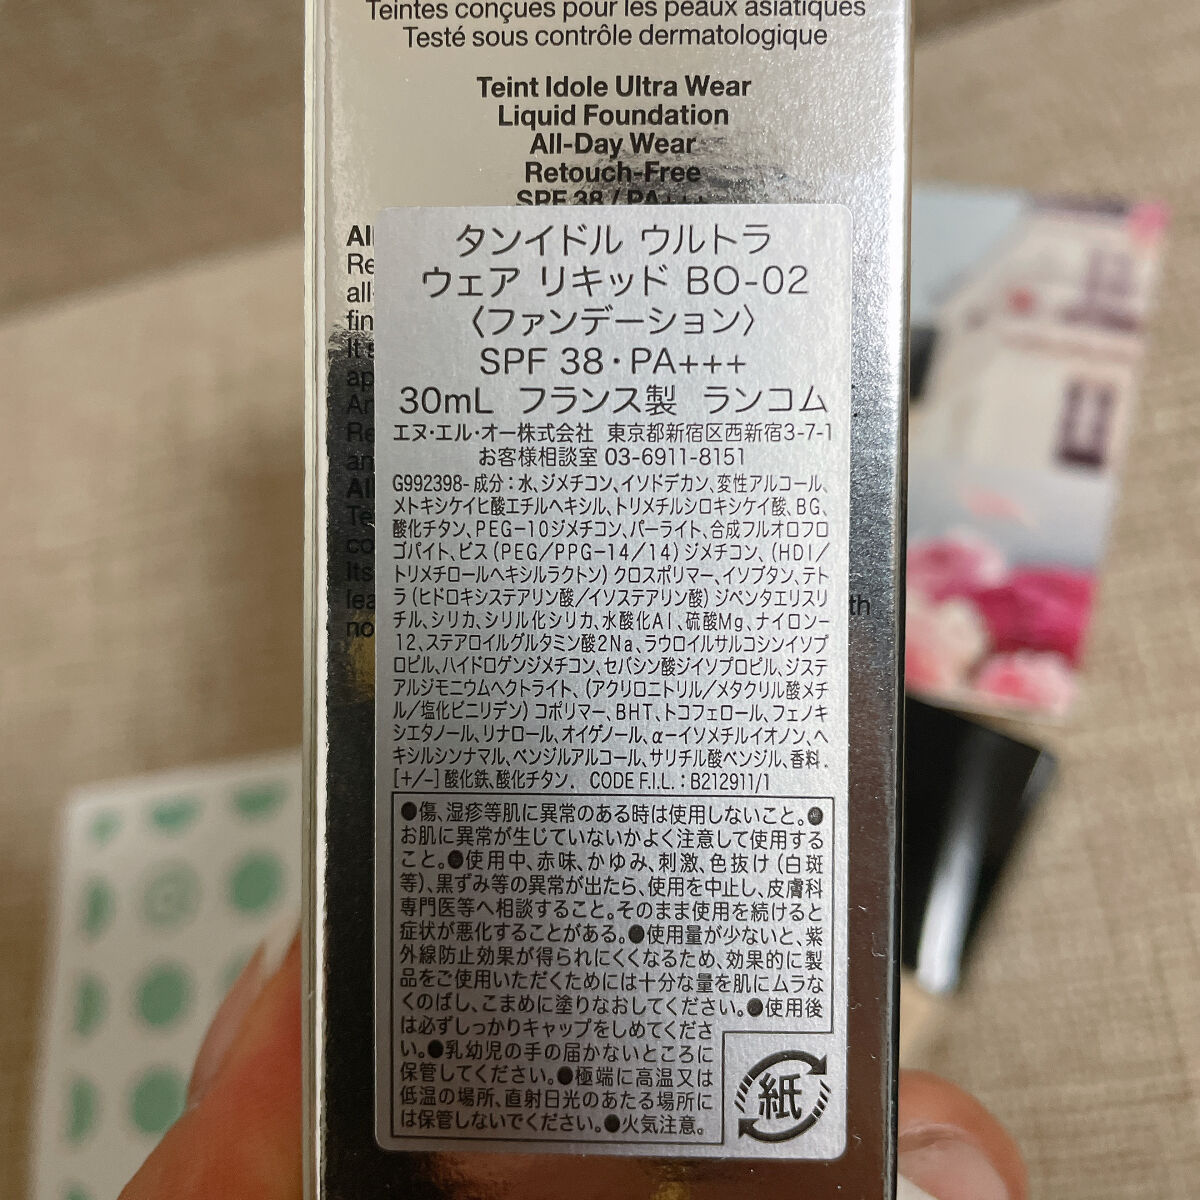 Teintes conçues pour les peaux asiatiques
Testé sous contrôle dermatologique
Teint Idole Ultra Wear
Liquid Foundation
All-Day Wear
Retouch-Free
SPF 38 / PA+++
タンイドル ウルトラ
ウェア リキッド BO-02
〈ファンデーション〉
SPF 38・PA+++
30mL フランス製 ランコム
エヌ・エル・オー株式会社 東京都新宿区西新宿3-7-1
お客様相談室 03-6911-8151
G992398-成分：水、ジメチコン、イソドデカン、変性アルコール、
メトキシケイヒ酸エチルヘキシル、トリメチルシロキシケイ酸、BG、
酸化チタン、PEG-10ジメチコン、パーライト、合成フルオロフロ
ゴパイト、ビス（PEG／PPG-14／14）ジメチコン、（HDI／
トリメチロールヘキシルラクトン）クロスポリマー、イソブタン、テト
ラ（ヒドロキシステアリン酸／イソステアリン酸）ジペンタエリスリ
チル、シリカ、シリル化シリカ、水酸化Al、硫酸Mg、ナイロン-
12、ステアロイルグルタミン酸2Na、ラウロイルサルコシンイソプ
ロピル、ハイドロゲンジメチコン、セバシン酸ジイソプロピル、ジステ
アルジモニウムヘクトライト、（アクリロニトリル／メタクリル酸メチ
ル／塩化ビニリデン）コポリマー、BHT、トコフェロール、フェノキ
シエタノール、リナロール、オイゲノール、α-イソメチルイオノン、ヘ
キシルシンナマル、ベンジルアルコール、サリチル酸ベンジル、香料、
[+/-]酸化鉄、酸化チタン. CODE F.I.L. : B212911/1
●傷、湿疹等肌に異常のある時は使用しないこと。●
お肌に異常が生じていないかよく注意して使用する
こと。●使用中、赤味、かゆみ、刺激、色抜け（白斑
等）、黒ずみ等の異常が出たら、使用を中止し、皮膚科
専門医等へ相談すること。そのまま使用を続けると
症状が悪化することがある。●使用量が少ないと、紫
外線防止効果が得られにくくなるため、効果的に製
品をご使用いただくためには十分な量を肌にムラな
くのばし、こまめに塗りなおしてください。●使用後
は必ずしっかりキャップをしめてくださ
い。●乳幼児の手の届かないところに
保管してください。●極端に高温又は
低温の場所、直射日光のあたる場所に
は保管しないでください。●火気注意。
紙